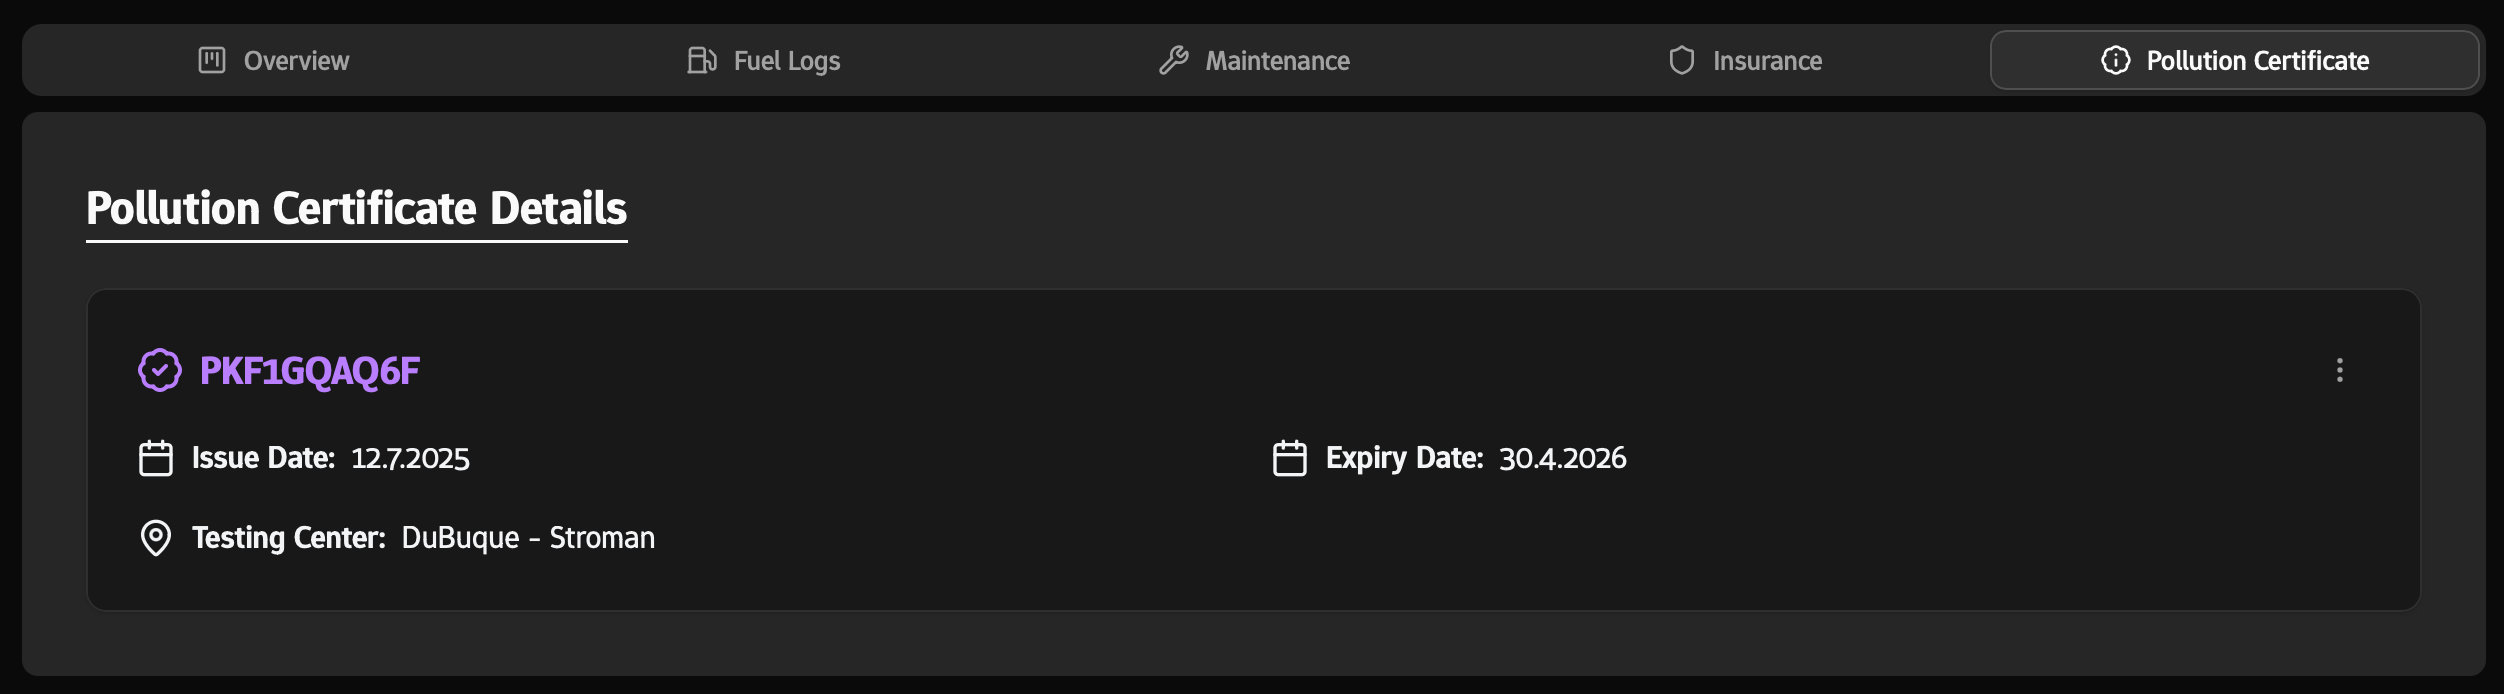 Overview Fuel Logs Maintenance Insurance Pollution Certificate
Pollution Certificate Details
PKF1GQAQ6F
Issue Date: 12.7.2025 Expiry Date: 30.4.2026
Testing Center: DuBuque - Stroman